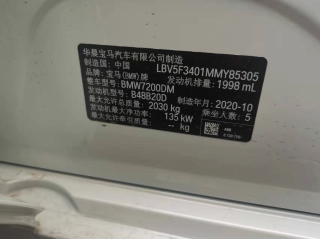 华晨宝马汽车有限公司制造
制造国：中国 LBV5F3401MMY85305
品牌：宝马(BMW)牌 发动机排量：1998 mL
整车型号：BMW7200DM
发动机型号：B48B20D 制造年月：2020-10
最大允许总质量：2030 kg 乘坐人数：5
发动机最大净功率：135 kW
最大允许牵引质量：-- kg